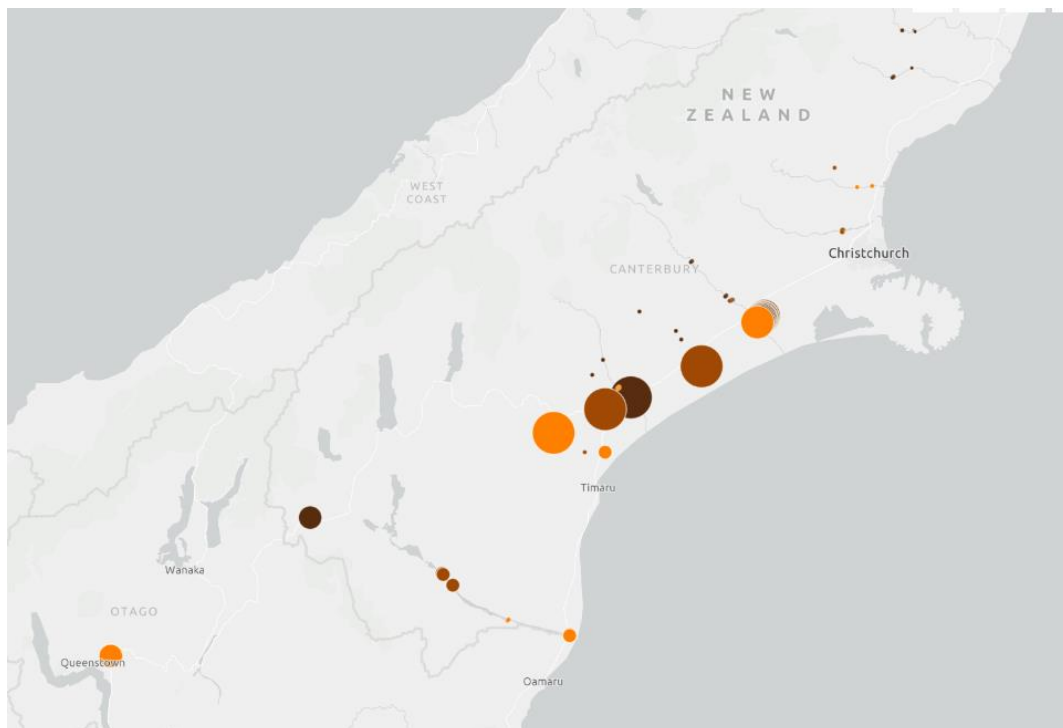 NEW
ZEALAND
WEST
COAST
Christchurch
CANTERBURY
Timaru
Wanaka
OTAGO
Queenstown
Oamaru